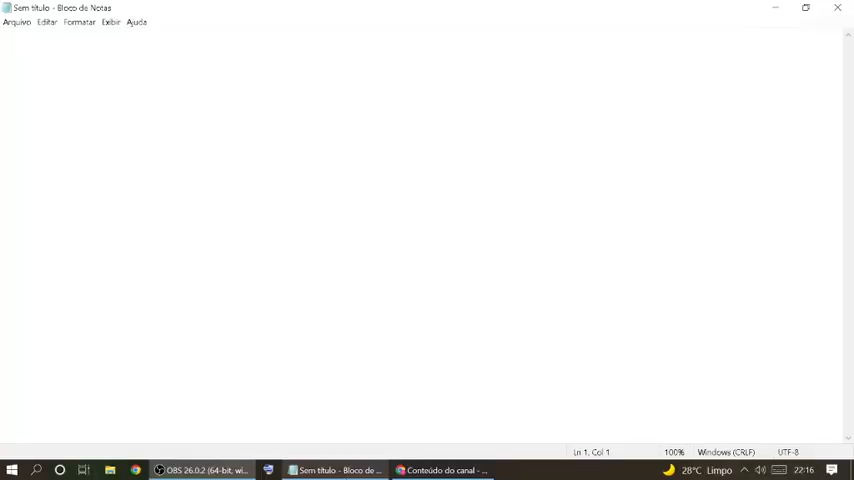 Sem título - Bloco de Notas
Arquivo Editar Formatar Exibir Ajuda
Ln 1, Col 1 100% Windows (CRLF) UTF-8
OBS 26.0.2 (64-bit, wi... Sem título - Bloco de ... Conteúdo do canal - ... 28°C Limpo 22:16